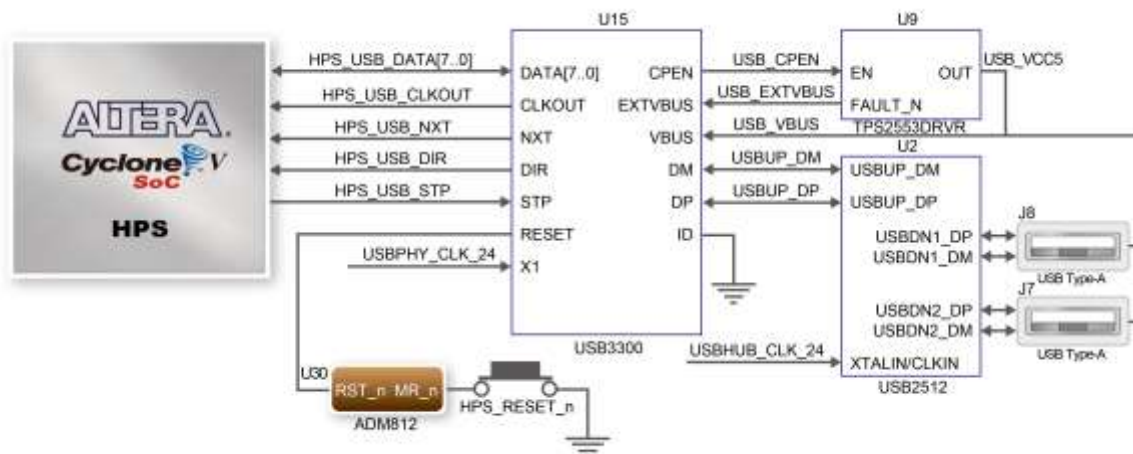 U15
U9
HPS_USB_DATA[7..0]
DATA[7..0]
CPEN
USB_CPEN
EN
OUT
USB_VCC5
HPS_USB_CLKOUT
CLKOUT
EXTVBUS
USB_EXTVBUS
FAULT_N
ALTERA.
HPS_USB_NXT
NXT
VBUS
USB_VBUS
TPS2553DRVR
U2
Cyclone V
SoC
HPS_USB_DIR
DIR
DM
USBUP_DM
USBUP_DM
HPS_USB_STP
STP
DP
USBUP_DP
USBUP_DP
HPS
RESET
ID
USBDN1_DP
J8
USBPHY_CLK_24
X1
USBDN1_DM
USB Type-A
J7
USBDN2_DP
USBDN2_DM
USB3300
USBHUB_CLK_24
XTALIN/CLKIN
USB Type-A
USB2512
U30
RST_n MR_n
HPS_RESET_n
ADM812